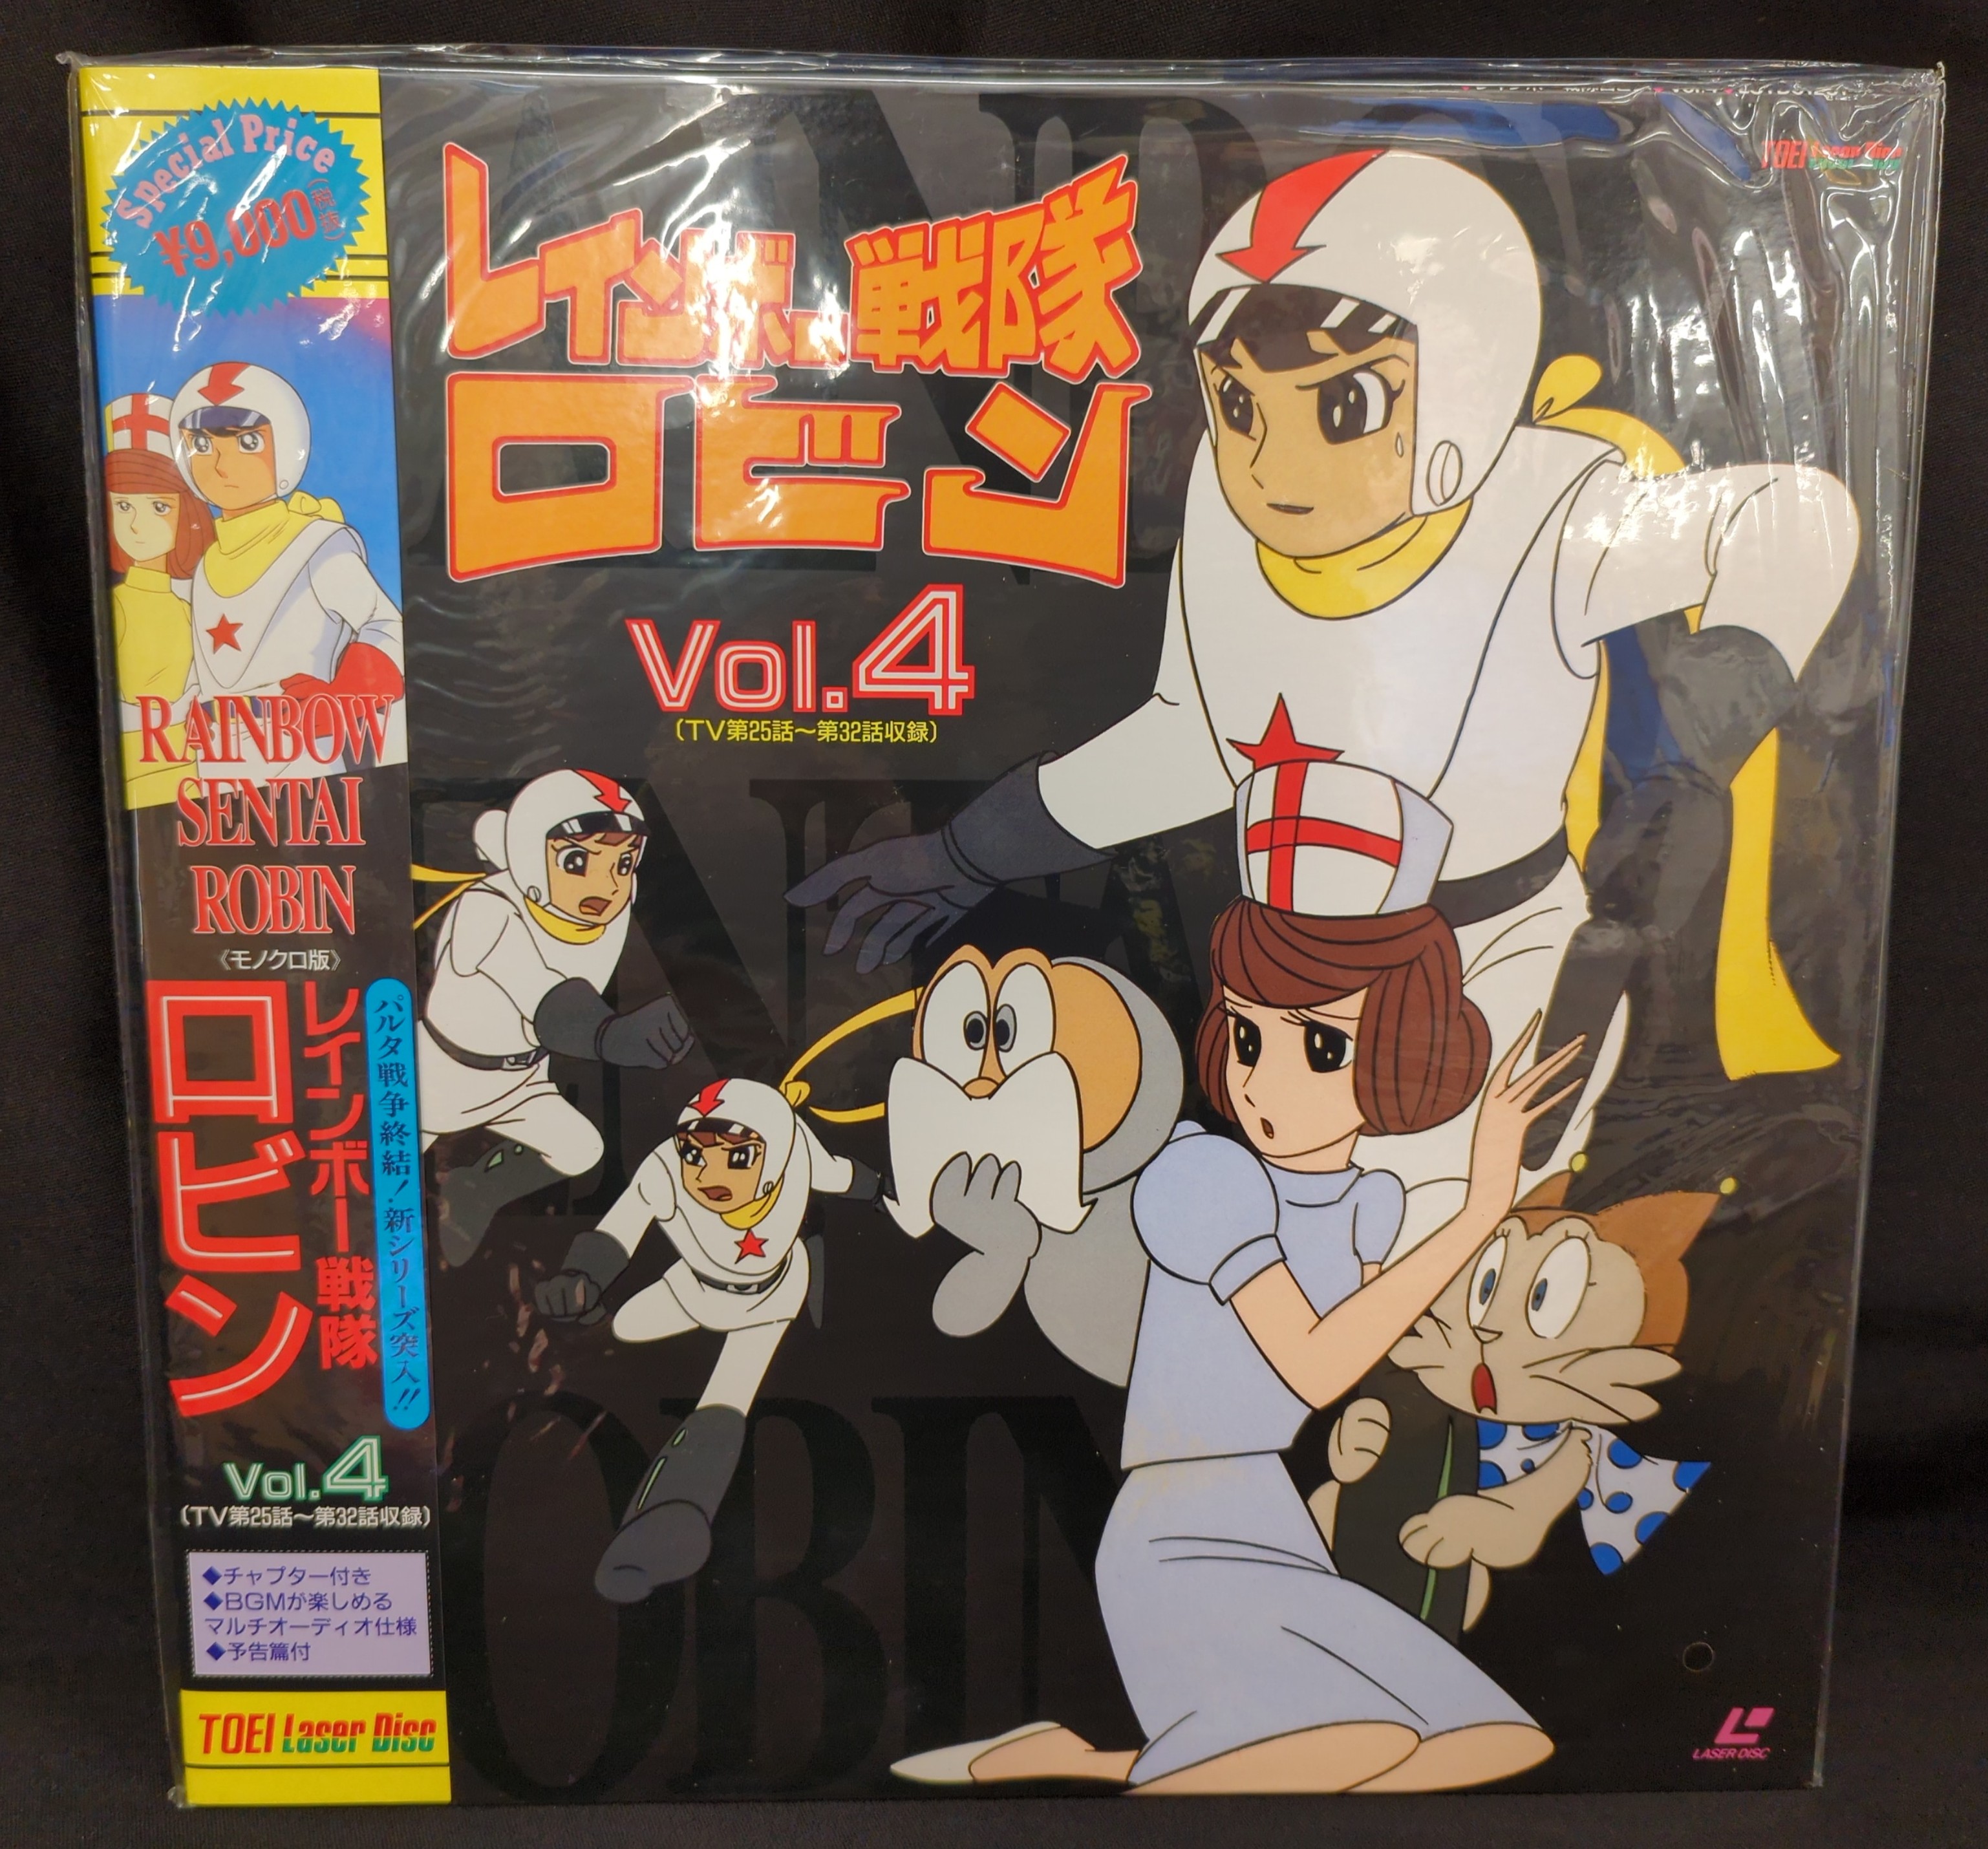 Special Price
¥9,000(税抜)
RAINBOW
SENTAI
ROBIN
《モノクロ版》
パルタ戦争終結!新シリーズ突入!!
レインボー戦隊
ロビン
Vol.4
(TV第25話〜第32話収録)
◆チャプター付き
◆BGMが楽しめる
マルチオーディオ仕様
◆予告篇付
TOEI Laser Disc
レインボー戦隊
ロビン
Vol.4
(TV第25話〜第32話収録)
TOEI Laser Disc
LASER DISC